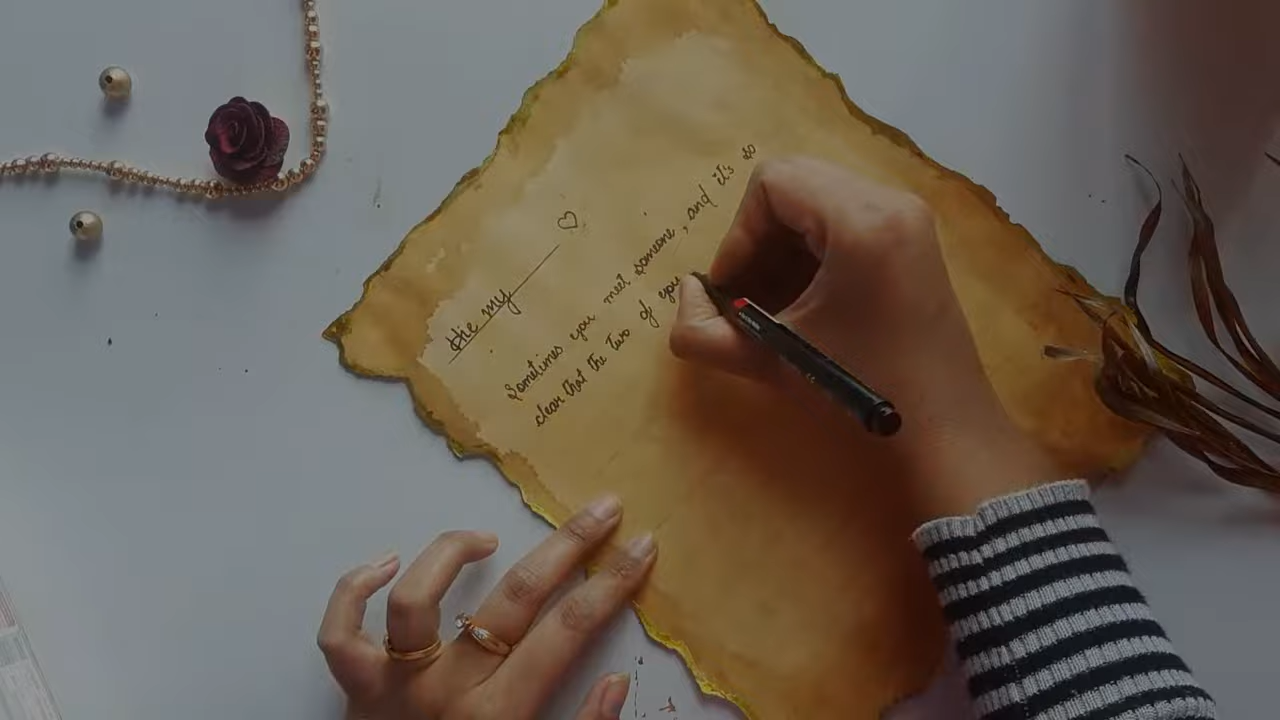 Hie my ♡
Sometimes you meet someone, and it's so
clear that the two of you